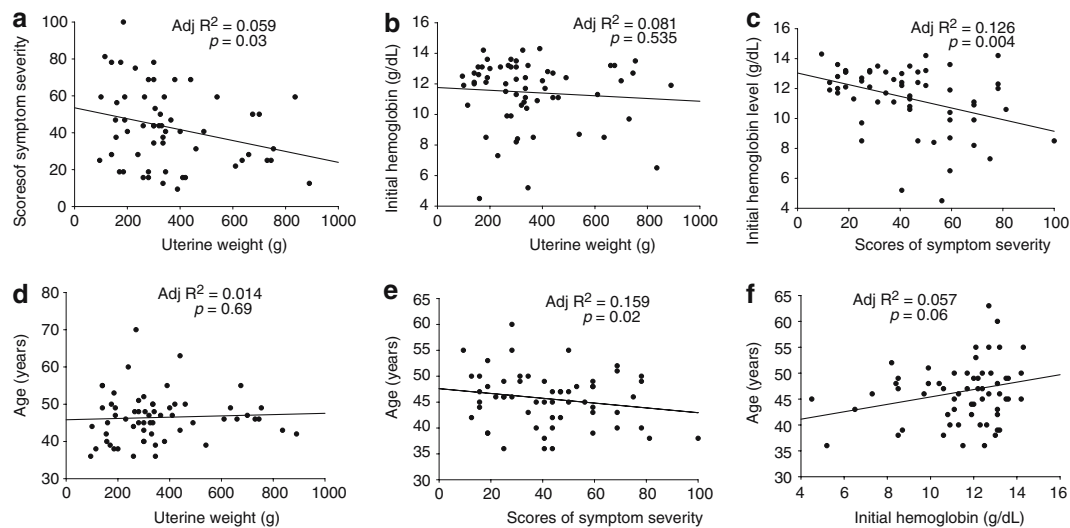 a
Adj R² = 0.059
p = 0.03
Scoresof symptom severity
100
80
60
40
20
0
0 200 400 600 800 1000
Uterine weight (g)
b
Adj R² = 0.081
p = 0.535
Initial hemoglobin (g/dL)
16
14
12
10
8
6
4
0 200 400 600 800 1000
Uterine weight (g)
c
Adj R² = 0.126
p = 0.004
Initial hemoglobin level (g/dL)
16
14
12
10
8
6
4
0 20 40 60 80 100
Scores of symptom severity
d
Adj R² = 0.014
p = 0.69
Age (years)
80
70
60
50
40
30
0 200 400 600 800 1000
Uterine weight (g)
e
Adj R² = 0.159
p = 0.02
Age (years)
65
60
55
50
45
40
35
30
0 20 40 60 80 100
Scores of symptom severity
f
Adj R² = 0.057
p = 0.06
Age (years)
65
60
55
50
45
40
35
30
4 6 8 10 12 14 16
Initial hemoglobin (g/dL)